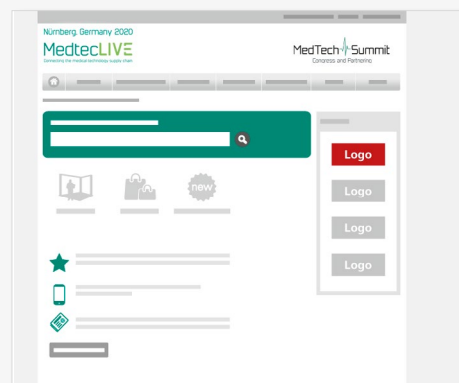 Nürnberg, Germany 2020
MedtecLIVE
Connecting the medical technology supply chain
MedTech Summit
Congress and Partnering
new
Logo
Logo
Logo
Logo